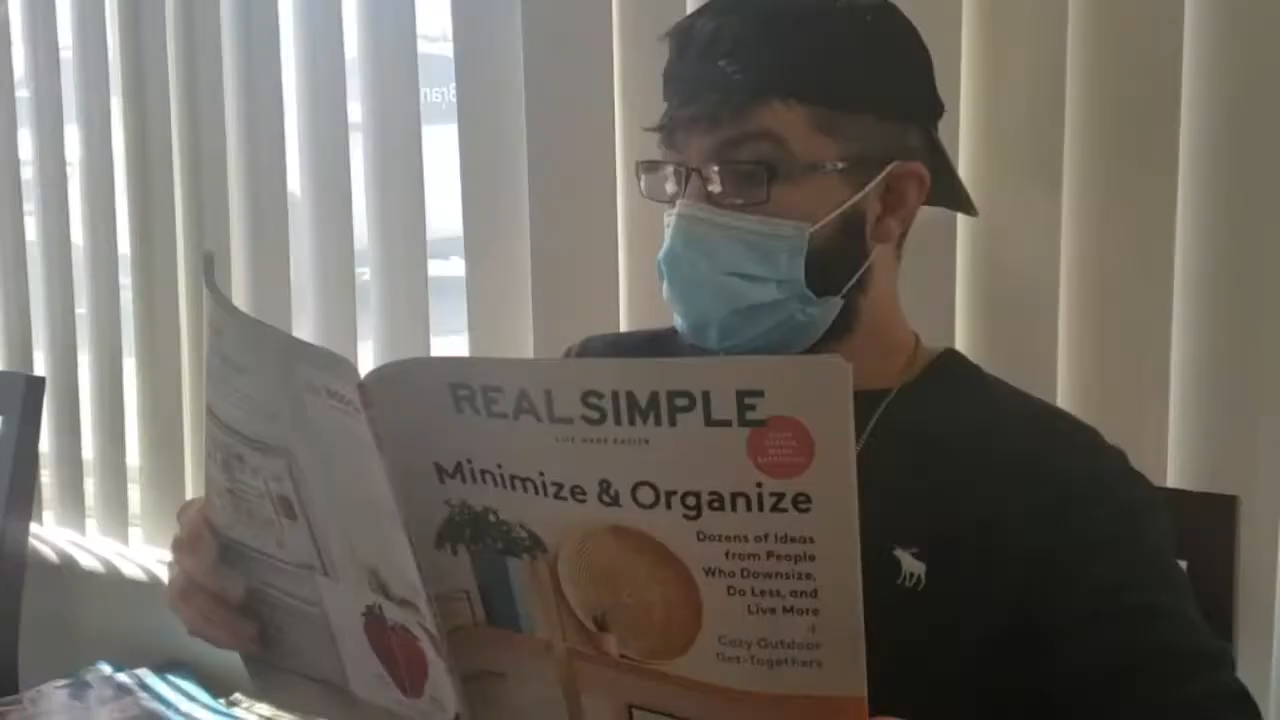 Bran
REAL SIMPLE
LIFE MADE EASIER
Minimize & Organize
Dozens of Ideas
from People
Who Downsize,
Do Less, and
Live More
+
Cozy Outdoor
Get-Togethers